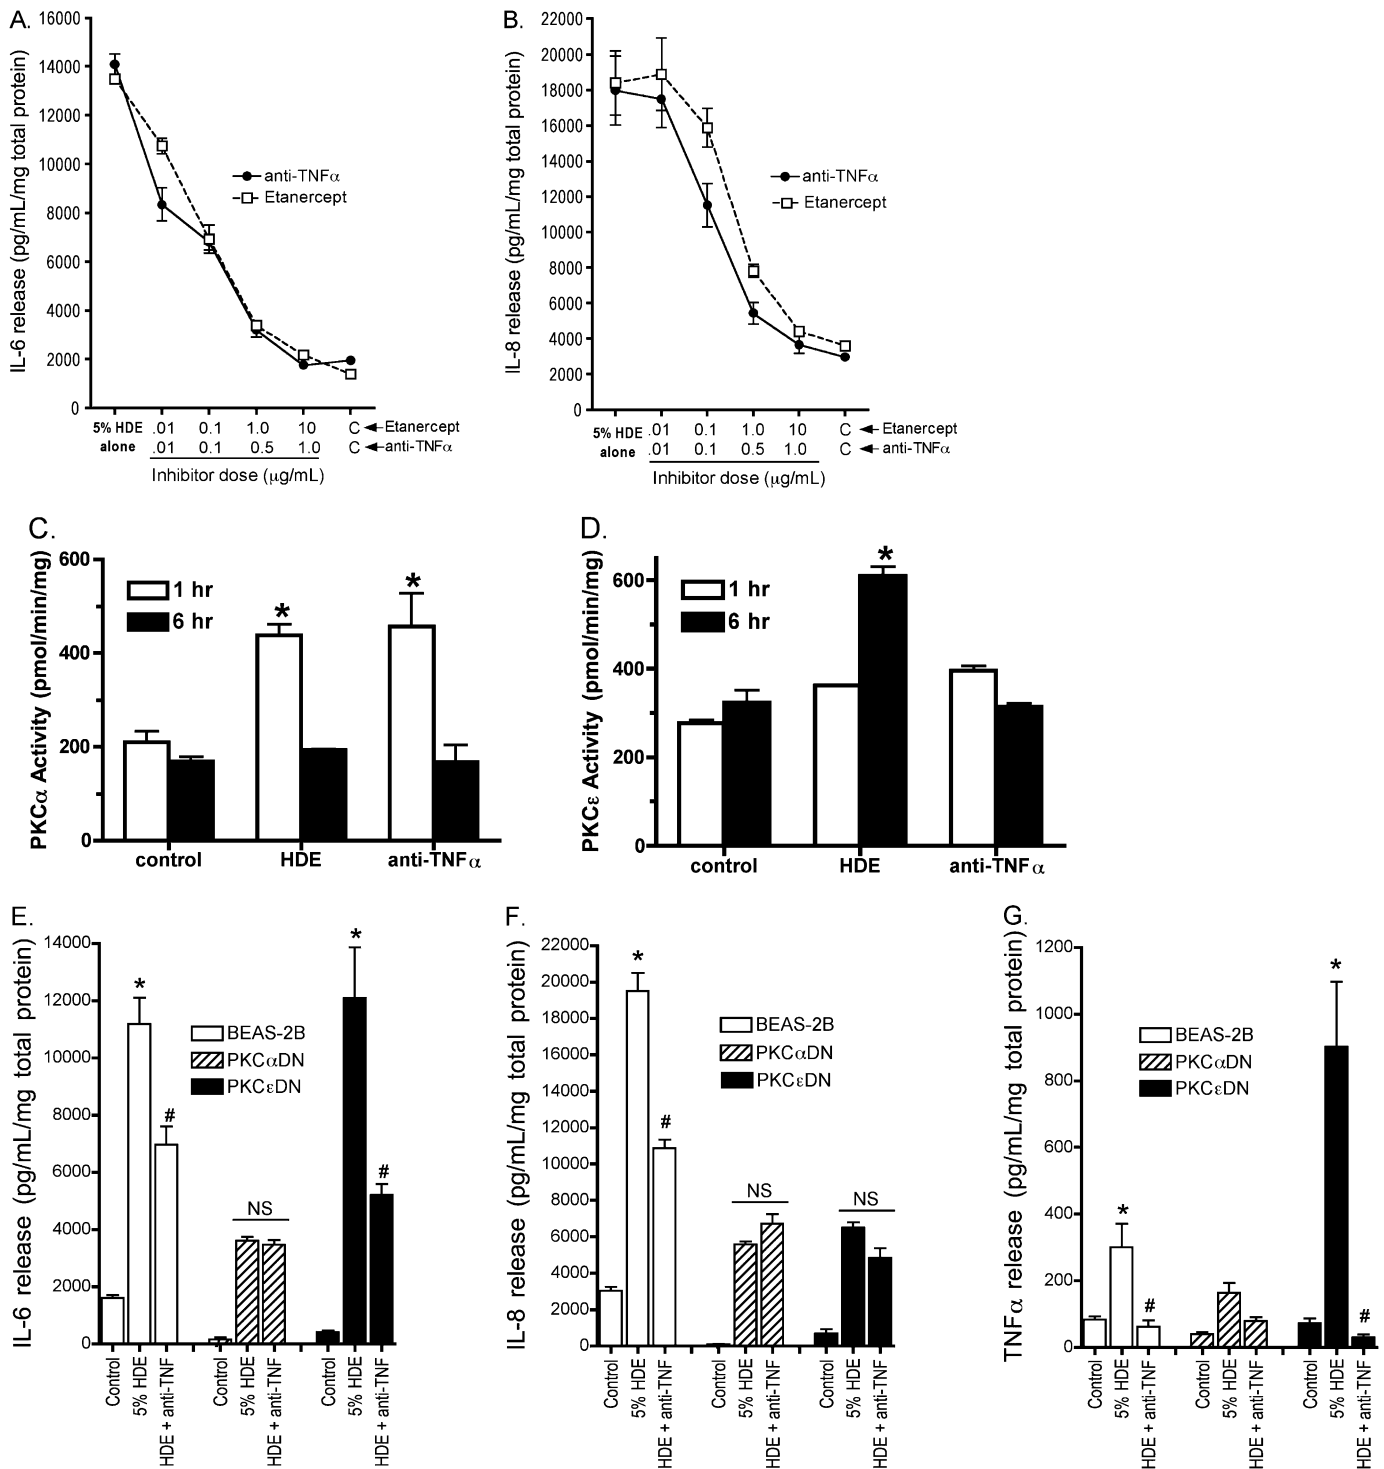 A.
IL-6 release (pg/mL/mg total protein)
16000
14000
12000
10000
8000
6000
4000
2000
0
anti-TNFα
Etanercept
5% HDE alone
.01 0.1 1.0 10 C Etanercept
.01 0.1 0.5 1.0 C anti-TNFα
Inhibitor dose (μg/mL)
B.
IL-8 release (pg/mL/mg total protein)
22000
20000
18000
16000
14000
12000
10000
8000
6000
4000
2000
0
anti-TNFα
Etanercept
5% HDE alone
.01 0.1 1.0 10 C Etanercept
.01 0.1 0.5 1.0 C anti-TNFα
Inhibitor dose (μg/mL)
C.
PKCα Activity (pmol/min/mg)
600
400
200
0
1 hr
6 hr
*
*
control HDE anti-TNFα
D.
PKCε Activity (pmol/min/mg)
600
400
200
0
1 hr
6 hr
*
control HDE anti-TNFα
E.
IL-6 release (pg/mL/mg total protein)
14000
12000
10000
8000
6000
4000
2000
0
BEAS-2B
PKCαDN
PKCεDN
*
#
NS
*
#
Control
5% HDE
HDE + anti-TNF
Control
5% HDE
HDE + anti-TNF
Control
5% HDE
HDE + anti-TNF
F.
IL-8 release (pg/mL/mg total protein)
22000
20000
18000
16000
14000
12000
10000
8000
6000
4000
2000
0
BEAS-2B
PKCαDN
PKCεDN
*
#
NS
NS
Control
5% HDE
HDE + anti-TNF
Control
5% HDE
HDE + anti-TNF
Control
5% HDE
HDE + anti-TNF
G.
TNFα release (pg/mL/mg total protein)
1200
1000
800
600
400
200
0
BEAS-2B
PKCαDN
PKCεDN
*
#
*
#
Control
5% HDE
HDE + anti-TNF
Control
5% HDE
HDE + anti-TNF
Control
5% HDE
HDE + anti-TNF